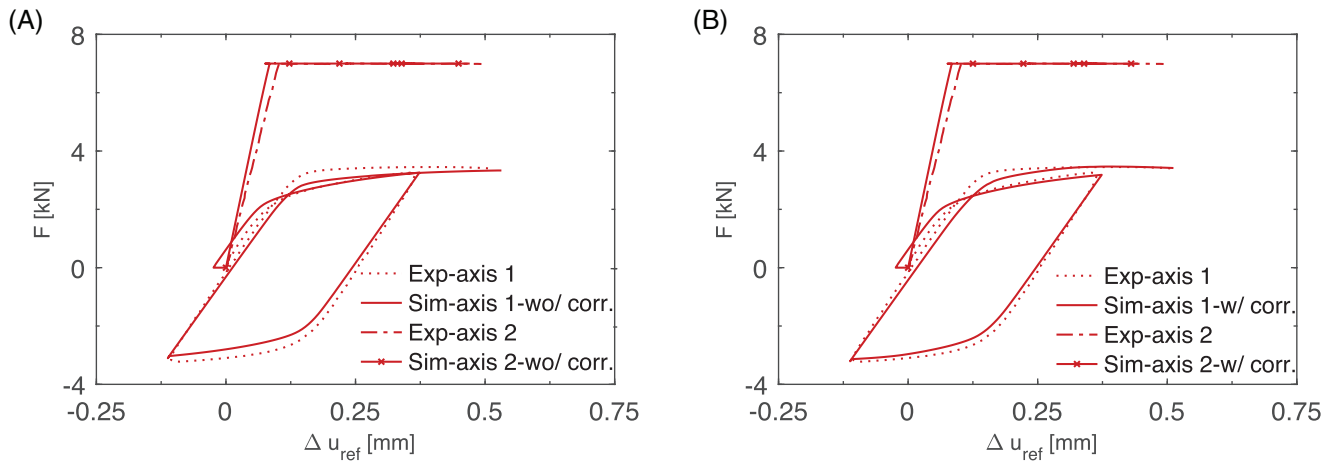 (A)
8
4
0
-4
F [kN]
-0.25
0
0.25
0.5
0.75
Δ u_ref [mm]
Exp-axis 1
Sim-axis 1-wo/ corr.
Exp-axis 2
Sim-axis 2-wo/ corr.
(B)
8
4
0
-4
F [kN]
-0.25
0
0.25
0.5
0.75
Δ u_ref [mm]
Exp-axis 1
Sim-axis 1-w/ corr.
Exp-axis 2
Sim-axis 2-w/ corr.